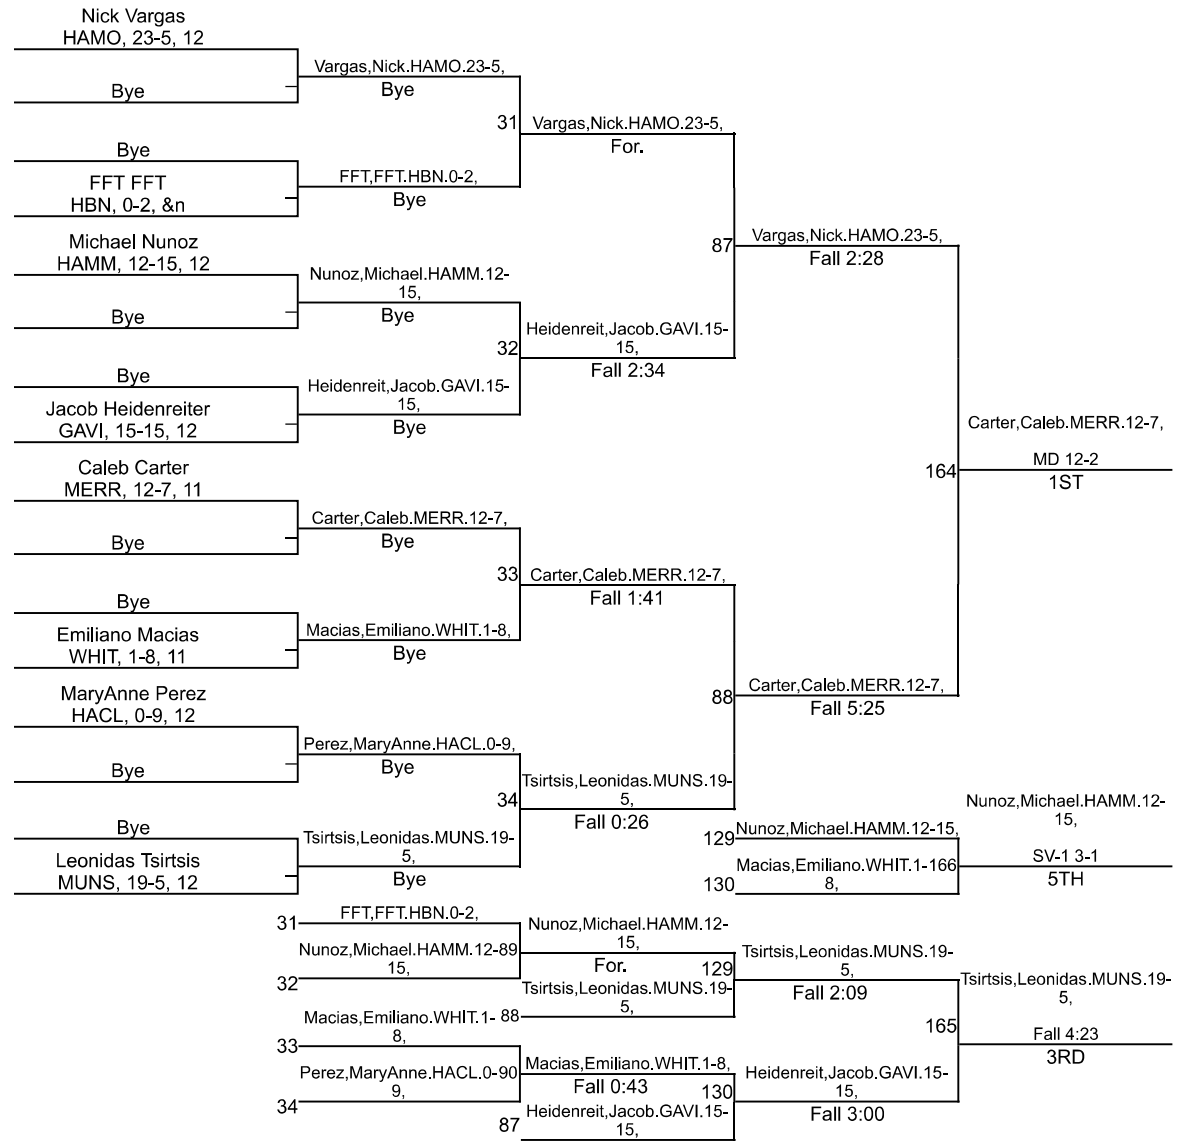 Nick Vargas
HAMO, 23-5, 12
Vargas,Nick.HAMO.23-5,
Bye
Bye
31
Vargas,Nick.HAMO.23-5,
For.
Bye
FFT,FFT.HBN.0-2,
FFT FFT
Bye
HBN, 0-2, &n
Michael Nunoz
87
Vargas,Nick.HAMO.23-5,
HAMM, 12-15, 12
Fall 2:28
Nunoz,Michael.HAMM.12-
15,
Bye
Bye
Heidenreit,Jacob.GAVI.15-
32
15,
Fall 2:34
Bye
Heidenreit,Jacob.GAVI.15-
15,
Jacob Heidenreiter
Bye
GAVI, 15-15, 12
Carter,Caleb.MERR.12-7,
Caleb Carter
164
MD 12-2
MERR, 12-7, 11
1ST
Carter,Caleb.MERR.12-7,
Bye
Bye
33
Carter,Caleb.MERR.12-7,
Fall 1:41
Bye
Macias,Emiliano.WHIT.1-8,
Emiliano Macias
Bye
WHIT, 1-8, 11
MaryAnne Perez
88
Carter,Caleb.MERR.12-7,
HACL, 0-9, 12
Fall 5:25
Perez,MaryAnne.HACL.0-9,
Bye
Bye
Tsirtsis,Leonidas.MUNS.19-
34
5,
Fall 0:26
Nunoz,Michael.HAMM.12-
15,
Bye
129
Nunoz,Michael.HAMM.12-15,
Tsirtsis,Leonidas.MUNS.19-
5,
Leonidas Tsirtsis
Bye
MUNS, 19-5, 12
Macias,Emiliano.WHIT.1-166
8,
130
SV-1 3-1
5TH
31
FFT,FFT.HBN.0-2,
Nunoz,Michael.HAMM.12-
15,
For.
Nunoz,Michael.HAMM.12-89
15,
32
129
Tsirtsis,Leonidas.MUNS.19-
5,
Fall 2:09
Tsirtsis,Leonidas.MUNS.19-
5,
Tsirtsis,Leonidas.MUNS.19-
5,
Macias,Emiliano.WHIT.1-
8,
88
33
165
Fall 4:23
3RD
Perez,MaryAnne.HACL.0-90
9,
34
Macias,Emiliano.WHIT.1-8,
Fall 0:43
130
Heidenreit,Jacob.GAVI.15-
15,
Fall 3:00
87
Heidenreit,Jacob.GAVI.15-
15,